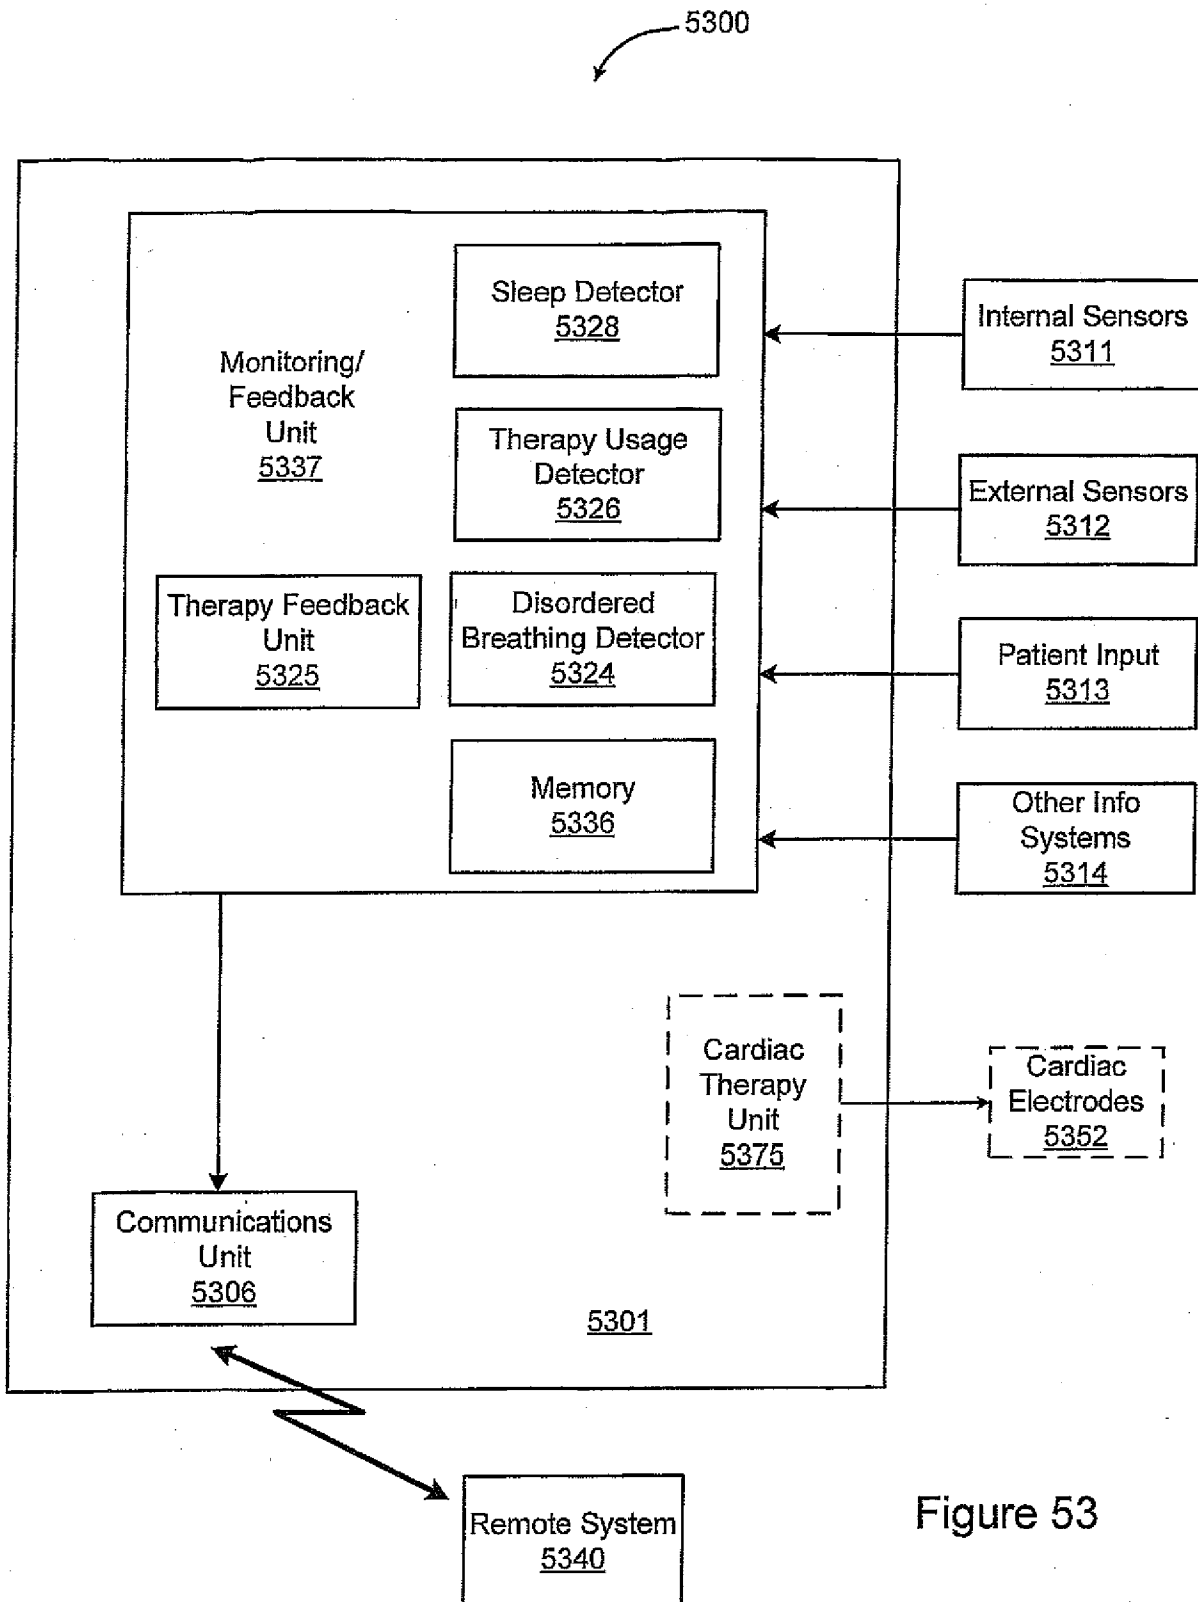 5300
Sleep Detector
5328
Monitoring/
Feedback
Unit
5337
Therapy Usage
Detector
5326
Therapy Feedback
Unit
5325
Disordered
Breathing Detector
5324
Memory
5336
Internal Sensors
5311
External Sensors
5312
Patient Input
5313
Other Info
Systems
5314
Cardiac
Therapy
Unit
5375
Cardiac
Electrodes
5352
Communications
Unit
5306
5301
Remote System
5340
Figure 53